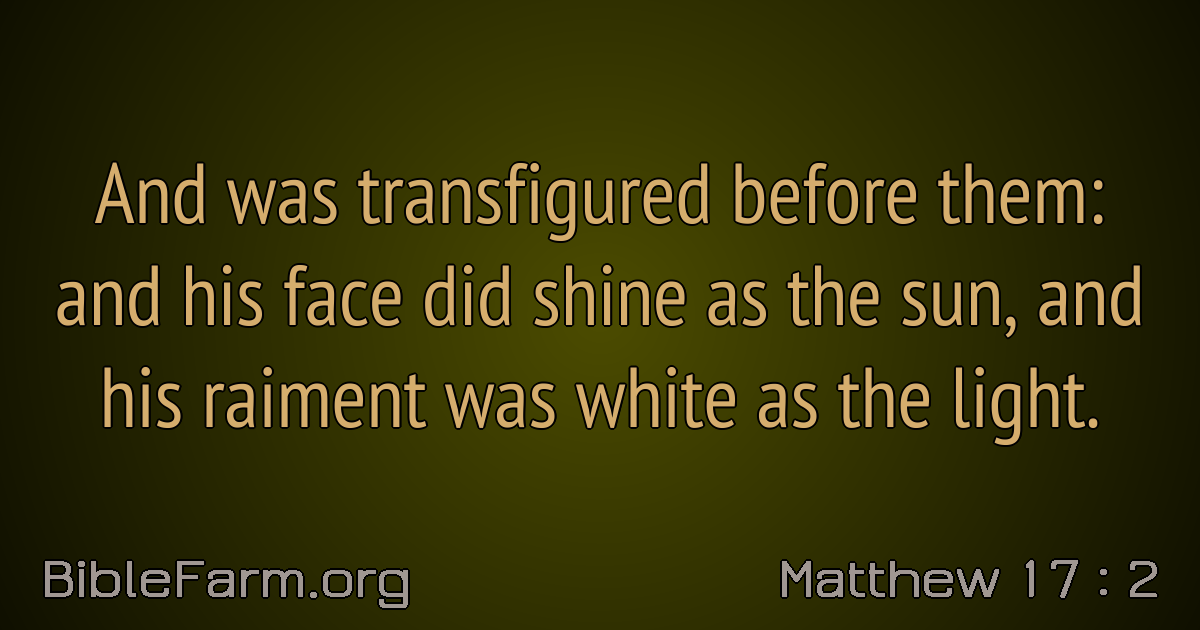 And was transfigured before them:
and his face did shine as the sun, and
his raiment was white as the light.
BibleFarm.org
Matthew 17 : 2